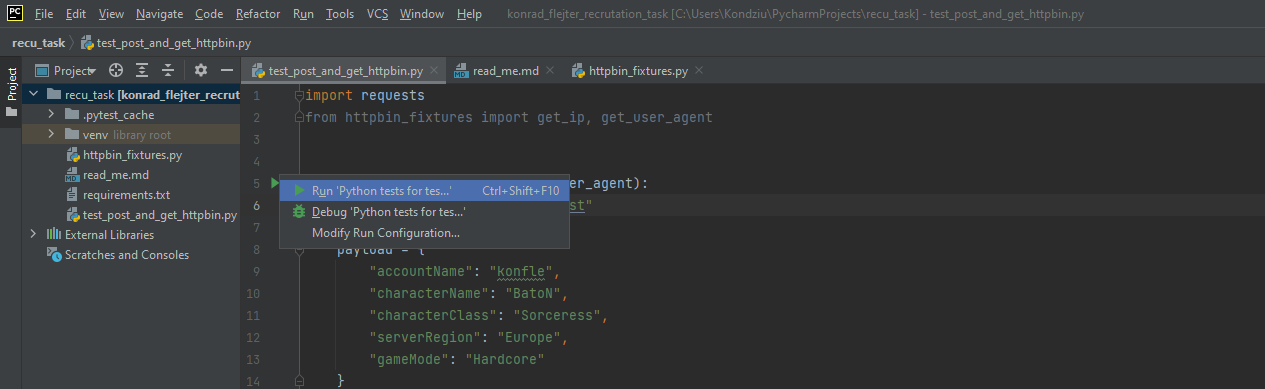 PC File Edit View Navigate Code Refactor Run Tools VCS Window Help konrad_flejter_recrutation_task [C:\Users\Kondziu\PycharmProjects\recu_task] - test_post_and_get_httpbin.py
recu_task test_post_and_get_httpbin.py
Project
Project
test_post_and_get_httpbin.py read_me.md httpbin_fixtures.py
recu_task [konrad_flejter_recrut
.pytest_cache
venv library root
httpbin_fixtures.py
read_me.md
requirements.txt
test_post_and_get_httpbin.py
External Libraries
Scratches and Consoles
1 import requests
2 from httpbin_fixtures import get_ip, get_user_agent
3
4
5 er_agent):
6 st"
7
8 payload = {
9 "accountName": "konfle",
10 "characterName": "BatoN",
11 "characterClass": "Sorceress",
12 "serverRegion": "Europe",
13 "gameMode": "Hardcore"
14 }
Run 'Python tests for tes...' Ctrl+Shift+F10
Debug 'Python tests for tes...'
Modify Run Configuration...